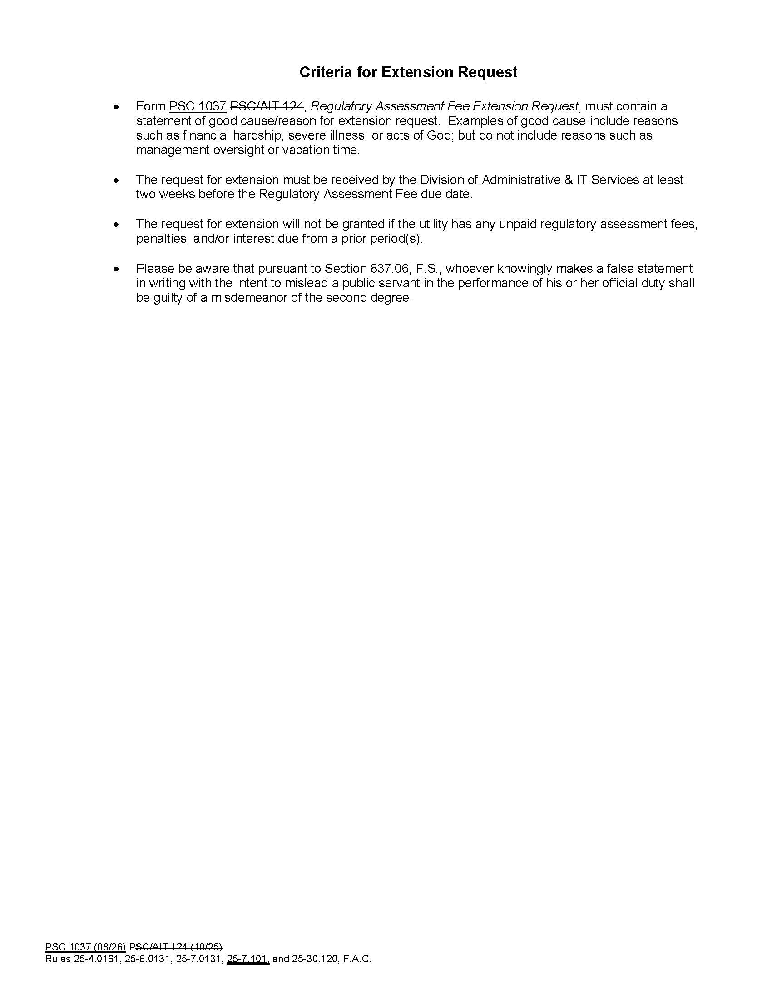 Criteria for Extension Request
• Form PSC 1037 PSC/AIT 124, Regulatory Assessment Fee Extension Request, must contain a
statement of good cause/reason for extension request.  Examples of good cause include reasons
such as financial hardship, severe illness, or acts of God; but do not include reasons such as
management oversight or vacation time.
• The request for extension must be received by the Division of Administrative & IT Services at least
two weeks before the Regulatory Assessment Fee due date.
• The request for extension will not be granted if the utility has any unpaid regulatory assessment fees,
penalties, and/or interest due from a prior period(s).
• Please be aware that pursuant to Section 837.06, F.S., whoever knowingly makes a false statement
in writing with the intent to mislead a public servant in the performance of his or her official duty shall
be guilty of a misdemeanor of the second degree.
PSC 1037 (08/26) PSC/AIT 124 (10/25)
Rules 25-4.0161, 25-6.0131, 25-7.0131, 25-7.101, and 25-30.120, F.A.C.